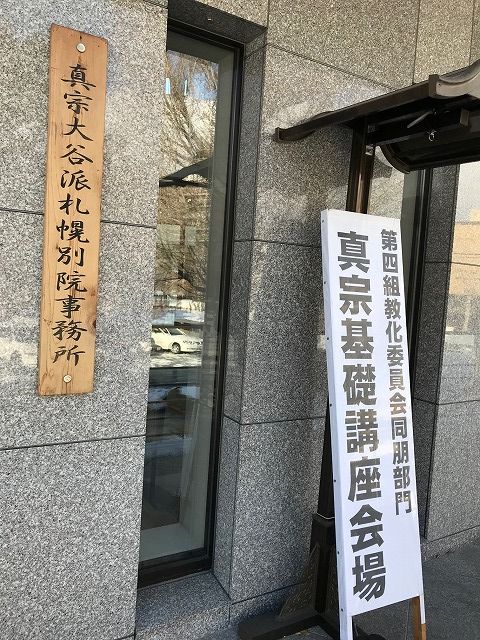 真宗大谷派札幌別院事務所
第四組教化委員会同朋部門
真宗基礎講座会場